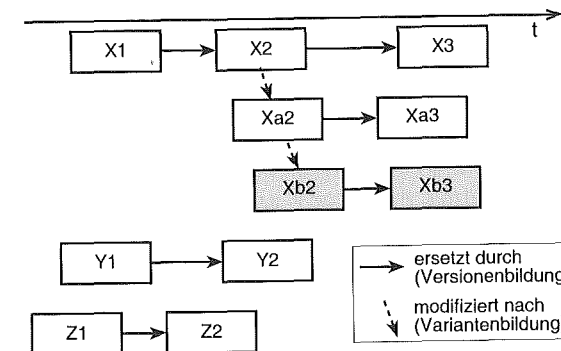 t
X1
X2
X3
Xa2
Xa3
Xb2
Xb3
Y1
Y2
Z1
Z2
ersetzt durch
(Versionenbildung
modifiziert nach
(Variantenbildung